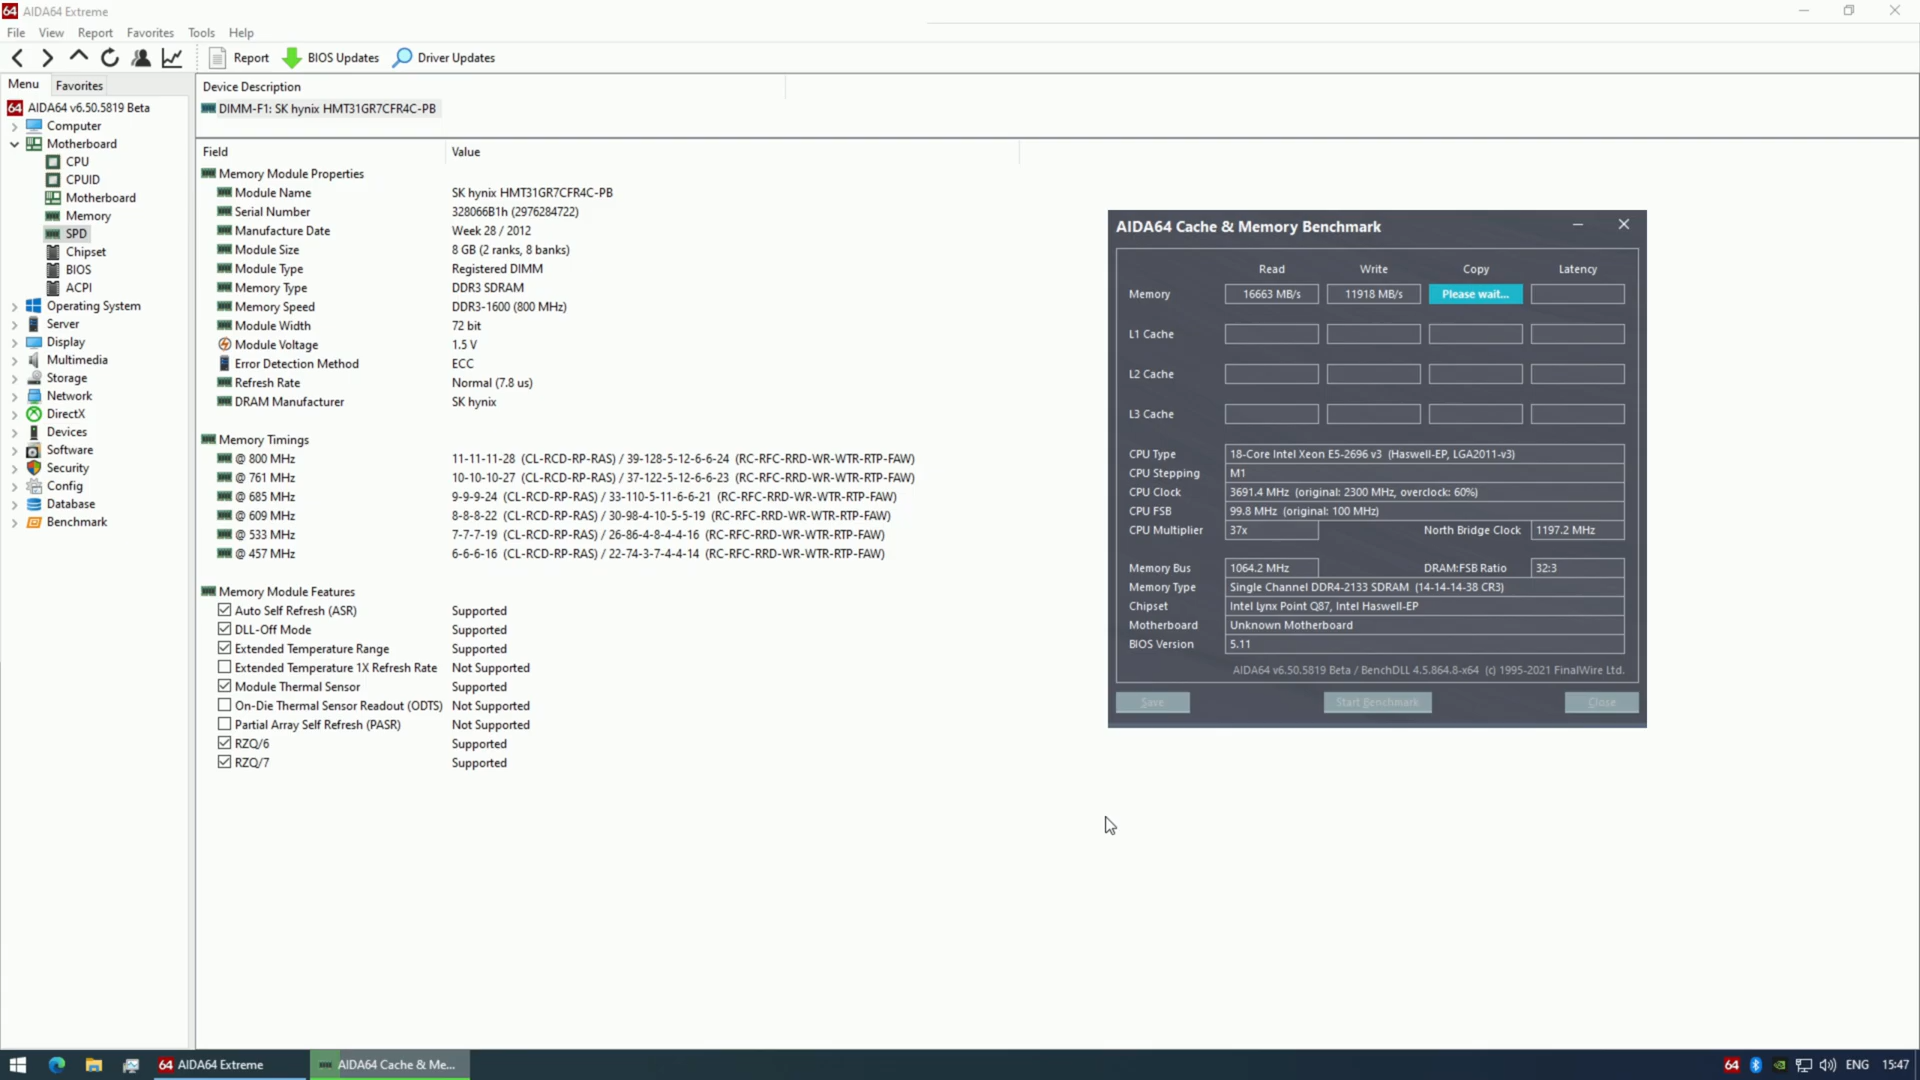 64 AIDA64 Extreme
File View Report Favorites Tools Help
Report BIOS Updates Driver Updates
Menu Favorites
64 AIDA64 v6.50.5819 Beta
Computer
Motherboard
CPU
CPUID
Motherboard
Memory
SPD
Chipset
BIOS
ACPI
Operating System
Server
Display
Multimedia
Storage
Network
DirectX
Devices
Software
Security
Config
Database
Benchmark
Device Description
DIMM-F1: SK hynix HMT31GR7CFR4C-PB
Field Value
Memory Module Properties
Module Name SK hynix HMT31GR7CFR4C-PB
Serial Number 328066B1h (2976284722)
Manufacture Date Week 28 / 2012
Module Size 8 GB (2 ranks, 8 banks)
Module Type Registered DIMM
Memory Type DDR3 SDRAM
Memory Speed DDR3-1600 (800 MHz)
Module Width 72 bit
Module Voltage 1.5 V
Error Detection Method ECC
Refresh Rate Normal (7.8 us)
DRAM Manufacturer SK hynix
Memory Timings
@ 800 MHz 11-11-11-28 (CL-RCD-RP-RAS) / 39-128-5-12-6-6-24 (RC-RFC-RRD-WR-WTR-RTP-FAW)
@ 761 MHz 10-10-10-27 (CL-RCD-RP-RAS) / 37-122-5-12-6-6-23 (RC-RFC-RRD-WR-WTR-RTP-FAW)
@ 685 MHz 9-9-9-24 (CL-RCD-RP-RAS) / 33-110-5-11-6-6-21 (RC-RFC-RRD-WR-WTR-RTP-FAW)
@ 609 MHz 8-8-8-22 (CL-RCD-RP-RAS) / 30-98-4-10-5-5-19 (RC-RFC-RRD-WR-WTR-RTP-FAW)
@ 533 MHz 7-7-7-19 (CL-RCD-RP-RAS) / 26-86-4-8-4-4-16 (RC-RFC-RRD-WR-WTR-RTP-FAW)
@ 457 MHz 6-6-6-16 (CL-RCD-RP-RAS) / 22-74-3-7-4-4-14 (RC-RFC-RRD-WR-WTR-RTP-FAW)
Memory Module Features
Auto Self Refresh (ASR) Supported
DLL-Off Mode Supported
Extended Temperature Range Supported
Extended Temperature 1X Refresh Rate Not Supported
Module Thermal Sensor Supported
On-Die Thermal Sensor Readout (ODTS) Not Supported
Partial Array Self Refresh (PASR) Not Supported
RZQ/6 Supported
RZQ/7 Supported
AIDA64 Cache & Memory Benchmark
Read Write Copy Latency
Memory 16663 MB/s 11918 MB/s Please wait...
L1 Cache
L2 Cache
L3 Cache
CPU Type 18-Core Intel Xeon E5-2696 v3 (Haswell-EP, LGA2011-v3)
CPU Stepping M1
CPU Clock 3691.4 MHz (original: 2300 MHz, overclock: 60%)
CPU FSB 99.8 MHz (original: 100 MHz)
CPU Multiplier 37x North Bridge Clock 1197.2 MHz
Memory Bus 1064.2 MHz DRAM:FSB Ratio 32:3
Memory Type Single Channel DDR4-2133 SDRAM (14-14-14-38 CR3)
Chipset Intel Lynx Point Q87, Intel Haswell-EP
Motherboard Unknown Motherboard
BIOS Version 5.11
AIDA64 v6.50.5819 Beta / BenchDLL 4.5.864.8-x64 (c) 1995-2021 FinalWire Ltd.
Save Start Benchmark Close
64 AIDA64 Extreme AIDA64 Cache & Me... 64 ENG 15:47